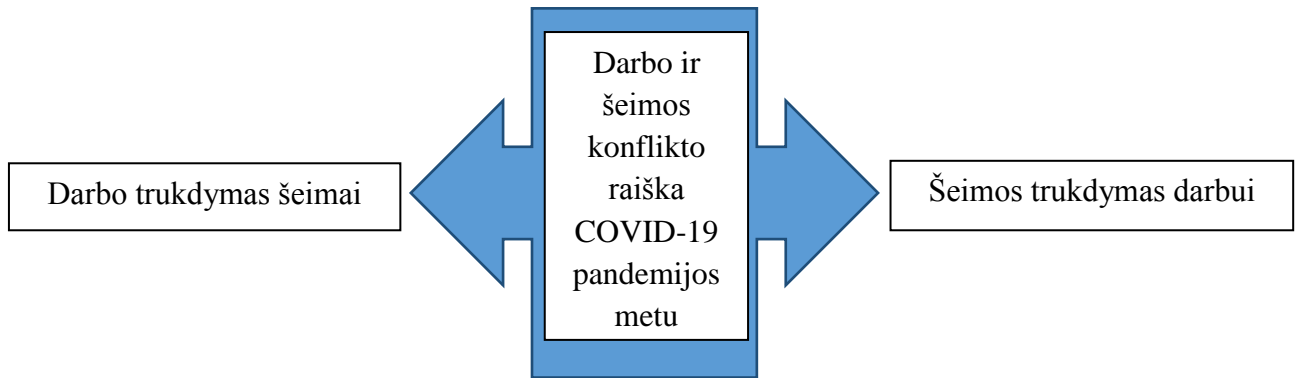 Darbo trukdymas šeimai
Darbo ir
šeimos
konflikto
raiška
COVID-19
pandemijos
metu
Šeimos trukdymas darbui